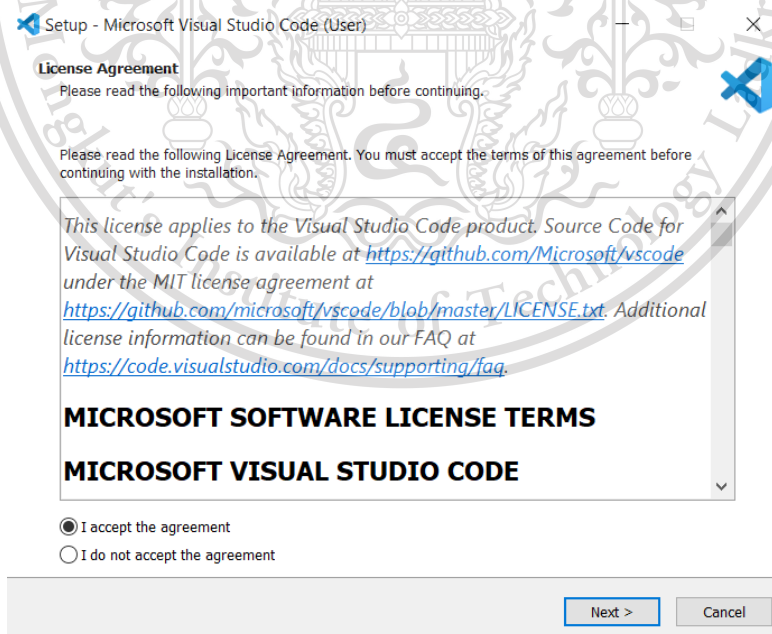 Setup - Microsoft Visual Studio Code (User)
License Agreement
Please read the following important information before continuing.
Please read the following License Agreement. You must accept the terms of this agreement before
continuing with the installation.
This license applies to the Visual Studio Code product. Source Code for
Visual Studio Code is available at https://github.com/Microsoft/vscode
under the MIT license agreement at
https://github.com/microsoft/vscode/blob/master/LICENSE.txt. Additional
license information can be found in our FAQ at
https://code.visualstudio.com/docs/supporting/faq.
MICROSOFT SOFTWARE LICENSE TERMS
MICROSOFT VISUAL STUDIO CODE
I accept the agreement
I do not accept the agreement
Next >
Cancel
Institute of Technology